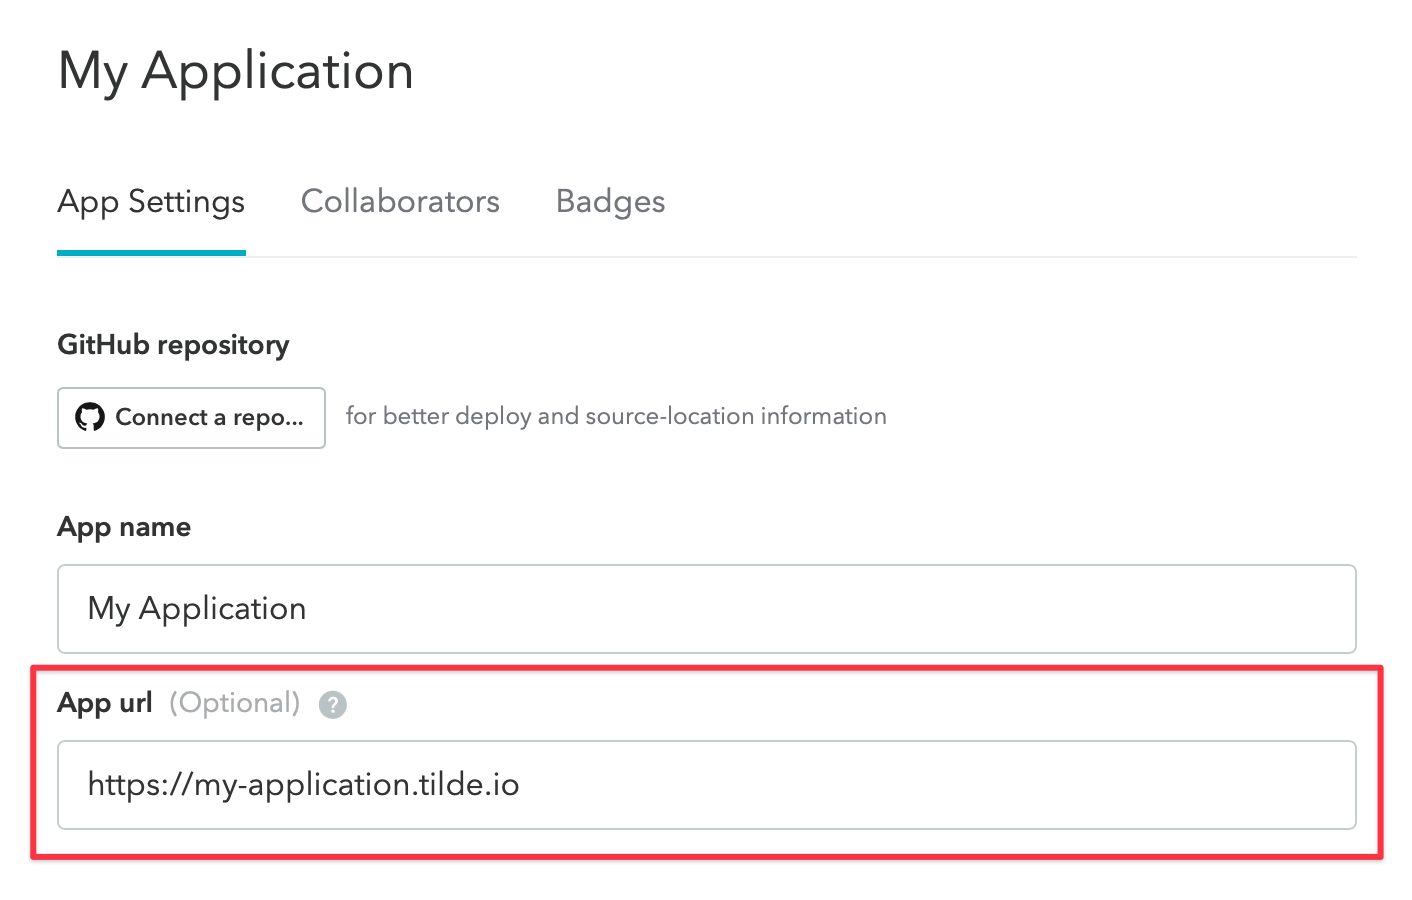 My Application
App Settings Collaborators Badges
GitHub repository
Connect a repo... for better deploy and source-location information
App name
My Application
App url (Optional) ?
https://my-application.tilde.io